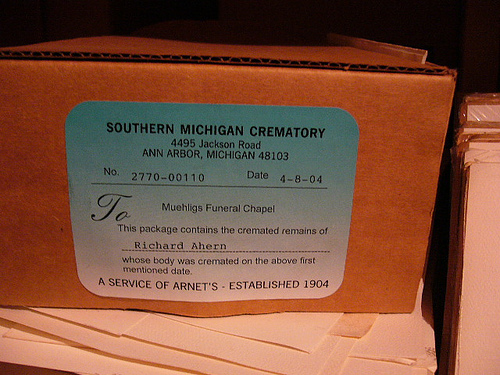 SOUTHERN MICHIGAN CREMATORY
4495 Jackson Road
ANN ARBOR, MICHIGAN 48103
No. 2770-00110 Date 4-8-04
To Muehligs Funeral Chapel
This package contains the cremated remains of
Richard Ahern
whose body was cremated on the above first
mentioned date.
A SERVICE OF ARNET'S - ESTABLISHED 1904